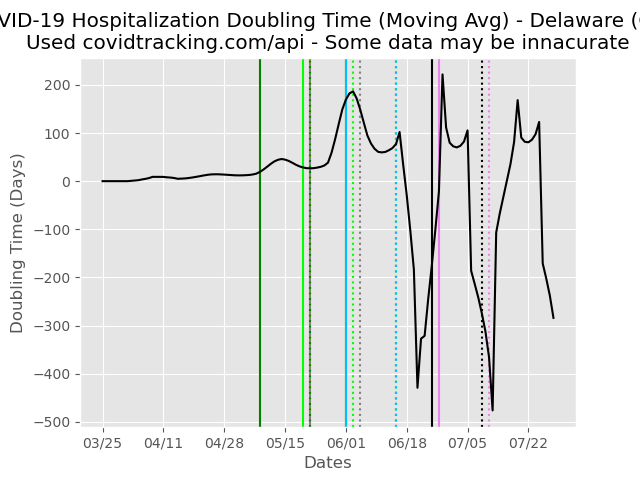 VID-19 Hospitalization Doubling Time (Moving Avg) - Delaware (
Used covidtracking.com/api - Some data may be innacurate
Doubling Time (Days)
200
100
0
−100
−200
−300
−400
−500
03/25 04/11 04/28 05/15 06/01 06/18 07/05 07/22
Dates